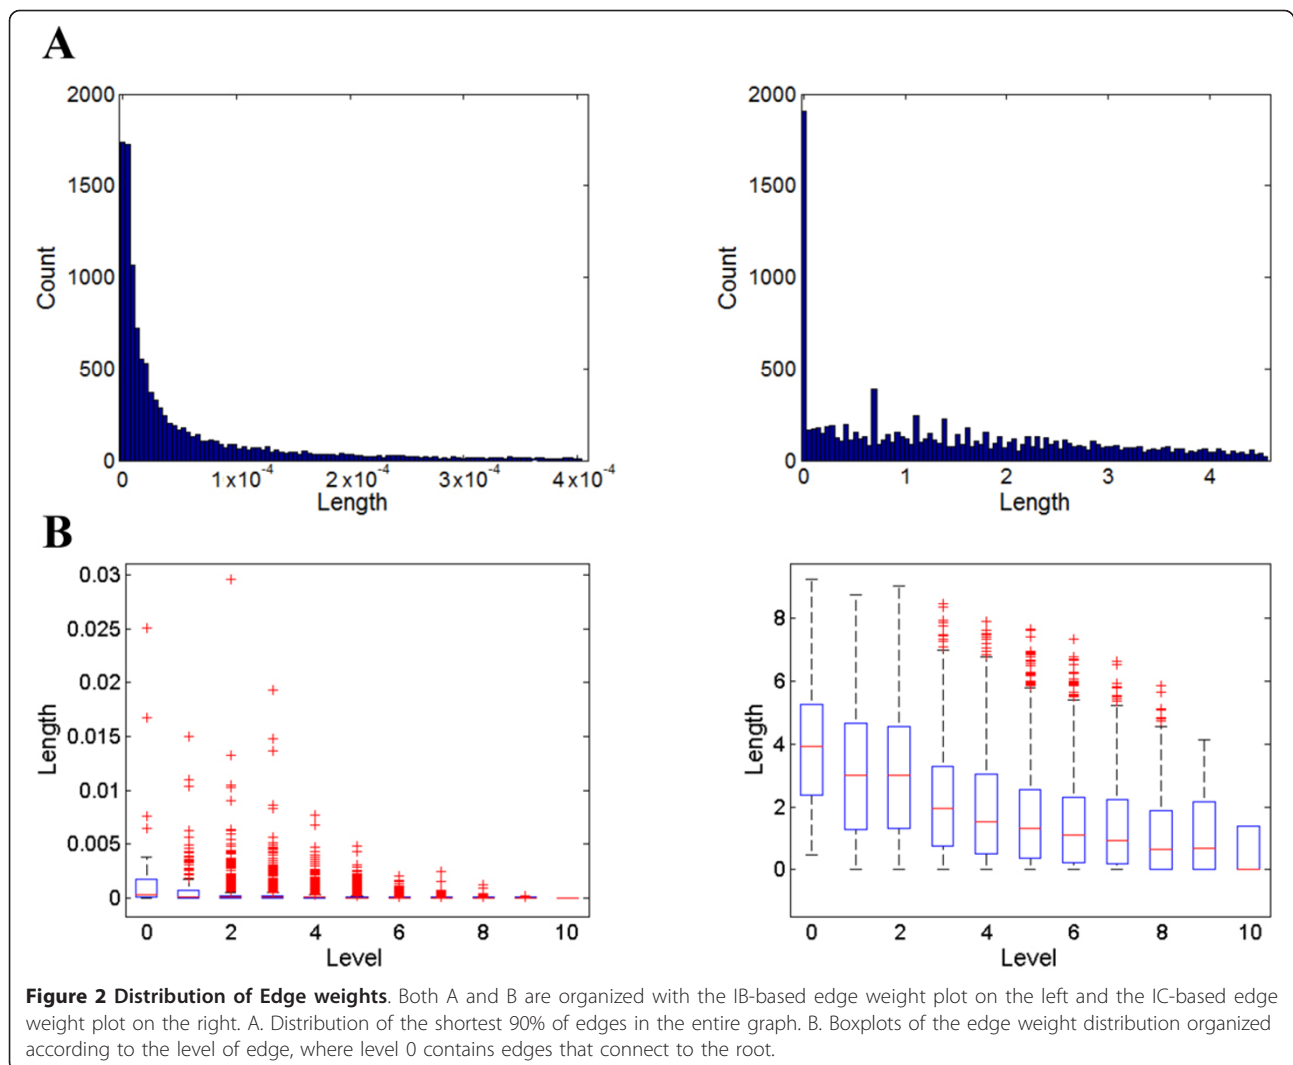 A
2000
1500
1000
500
0
Count
0 1x10-4 2x10-4 3x10-4 4x10-4
Length
2000
1500
1000
500
0
Count
0 1 2 3 4
Length
B
0.03
0.025
0.02
0.015
0.01
0.005
0
Length
0 2 4 6 8 10
Level
8
6
4
2
0
Length
0 2 4 6 8 10
Level
Figure 2 Distribution of Edge weights. Both A and B are organized with the IB-based edge weight plot on the left and the IC-based edge
weight plot on the right. A. Distribution of the shortest 90% of edges in the entire graph. B. Boxplots of the edge weight distribution organized
according to the level of edge, where level 0 contains edges that connect to the root.